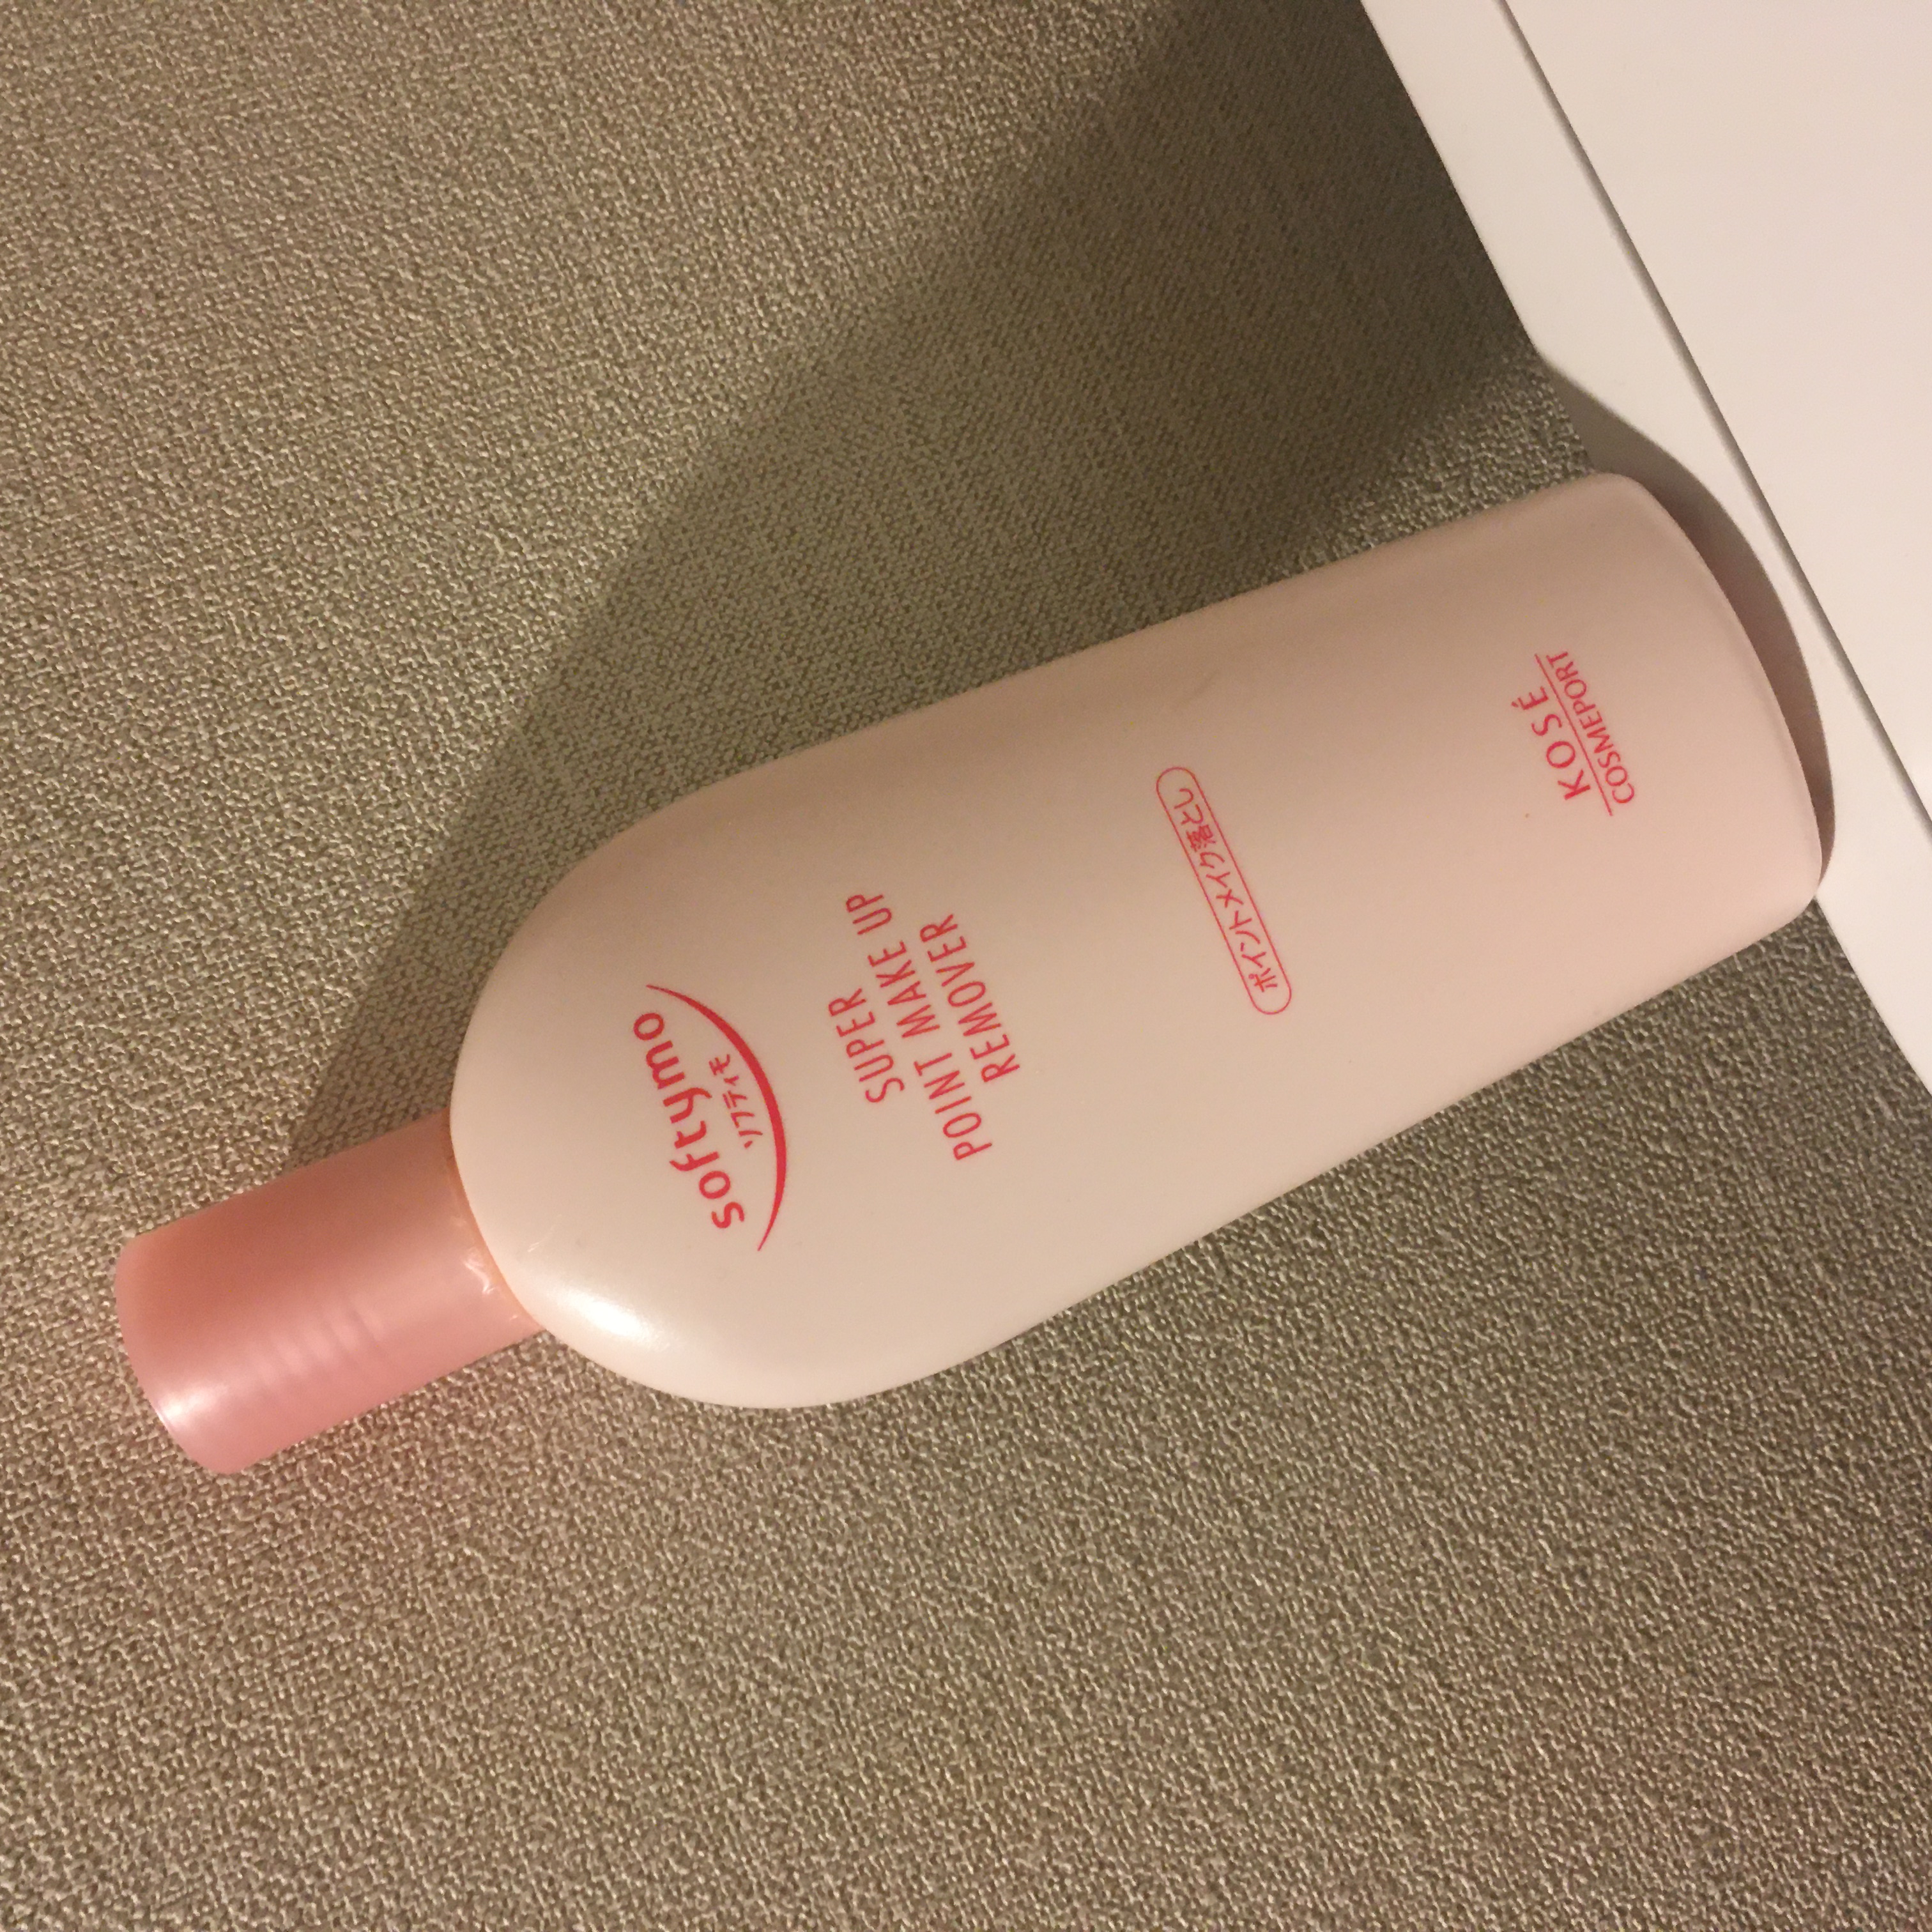 softymo
ソフティモ
SUPER
POINT MAKE UP
REMOVER
ポイントメイク落とし
KOSÉ
COSMEPORT